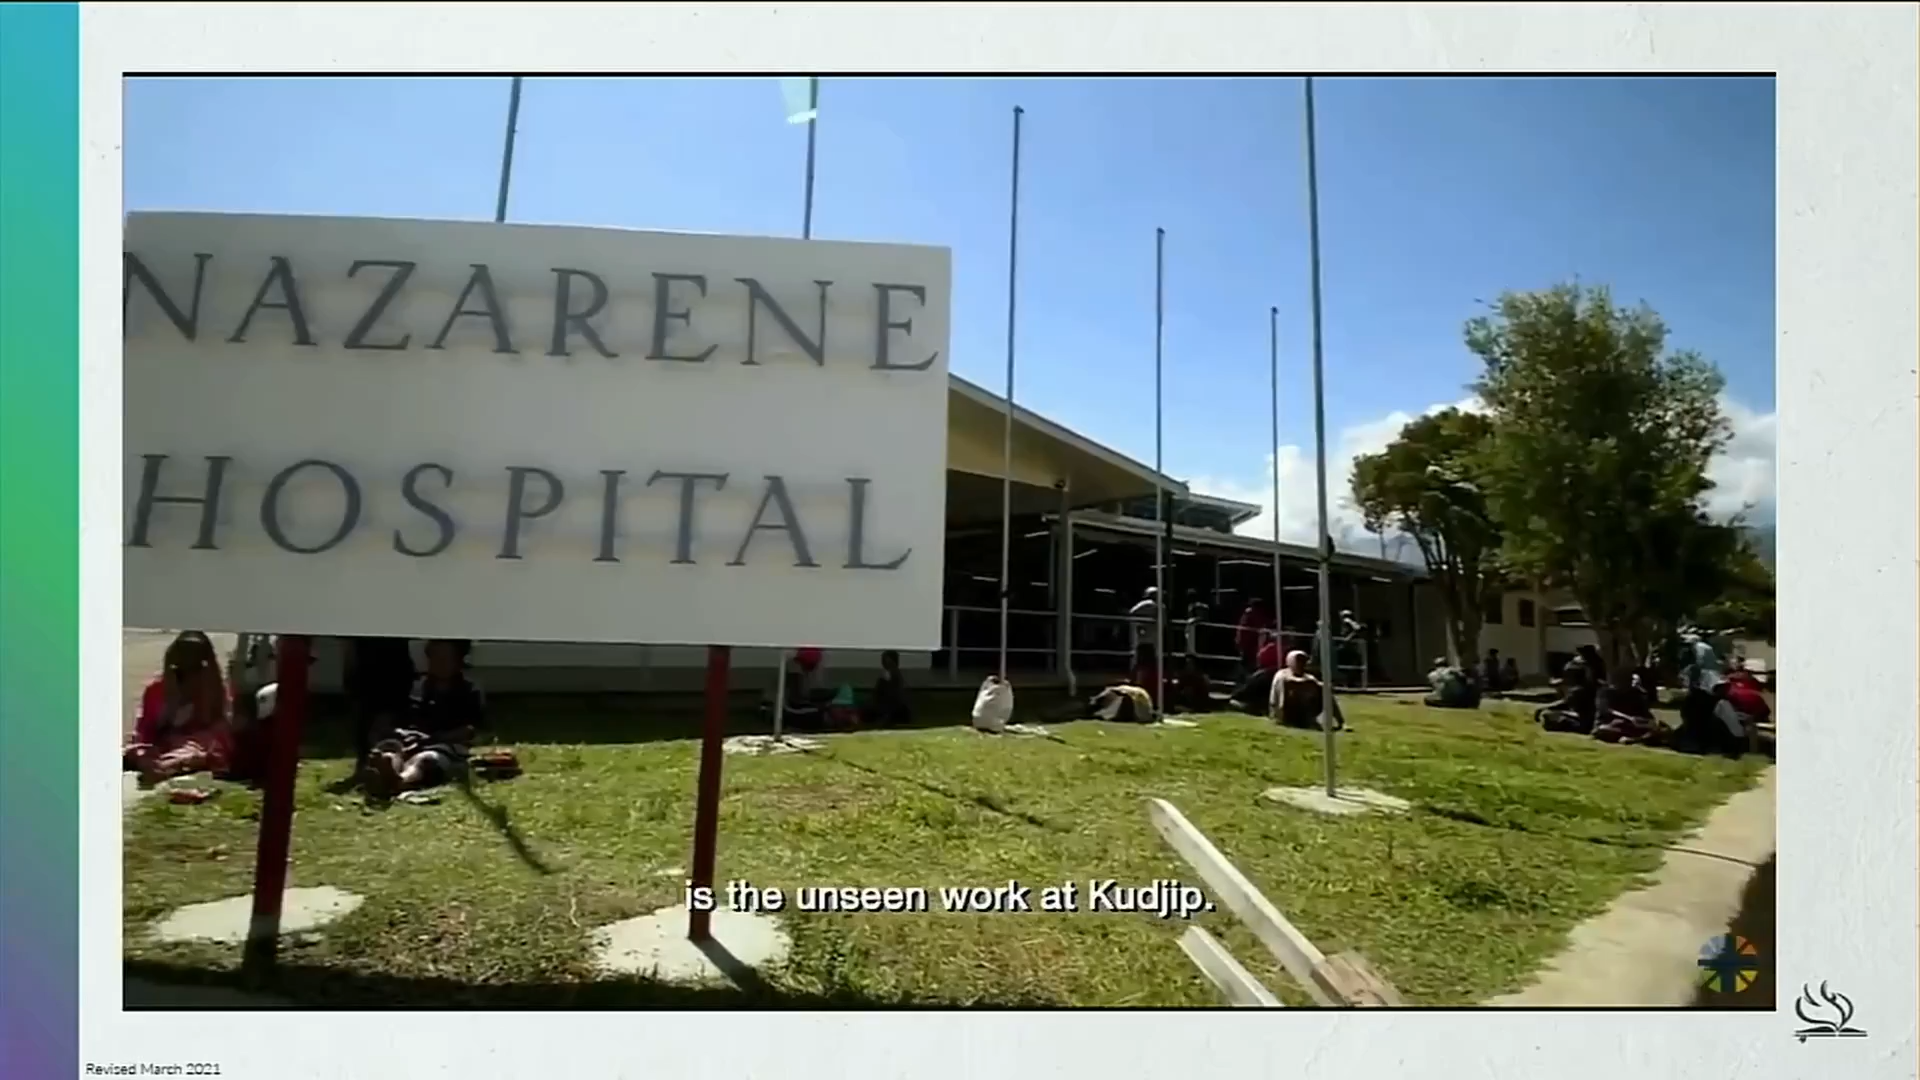 NAZARENE
HOSPITAL
is the unseen work at Kudjip.
Revised March 2021